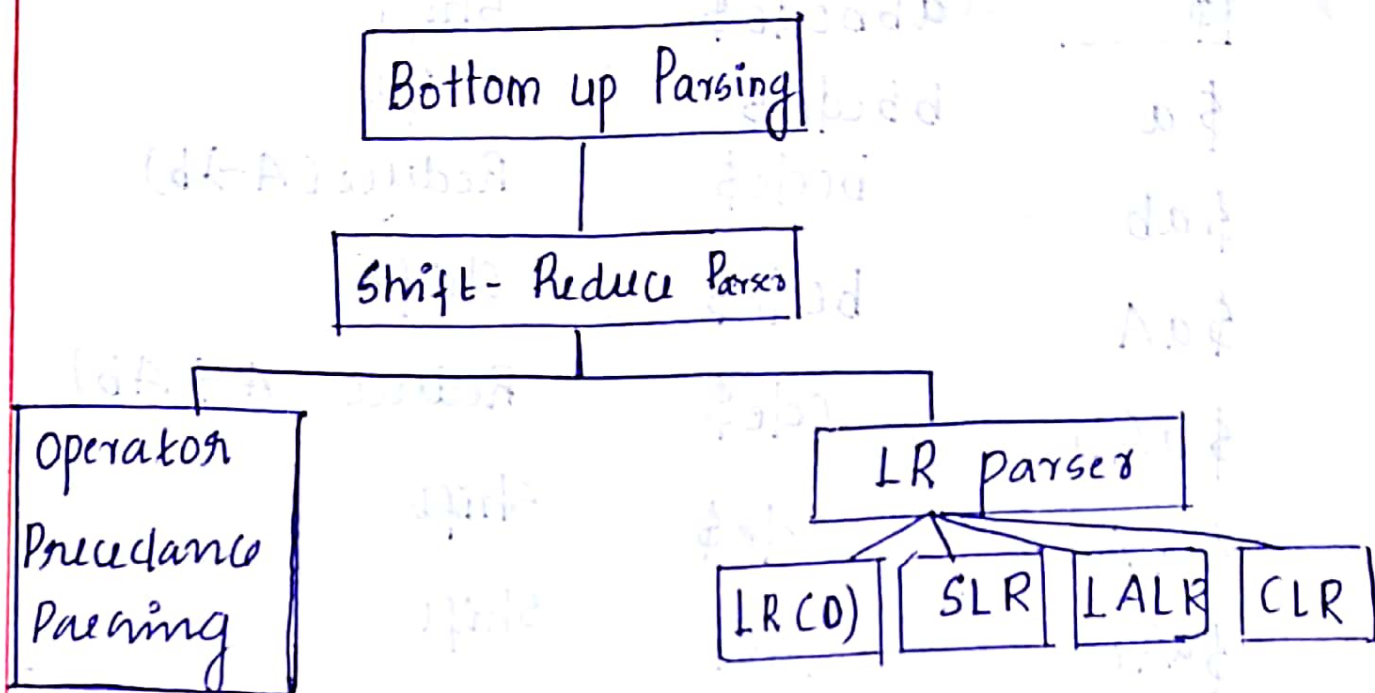 Bottom up Parsing
Shift- Reduce Parser
Operator
Precedance
Parsing
LR parser
LR(0)
SLR
LALR
CLR